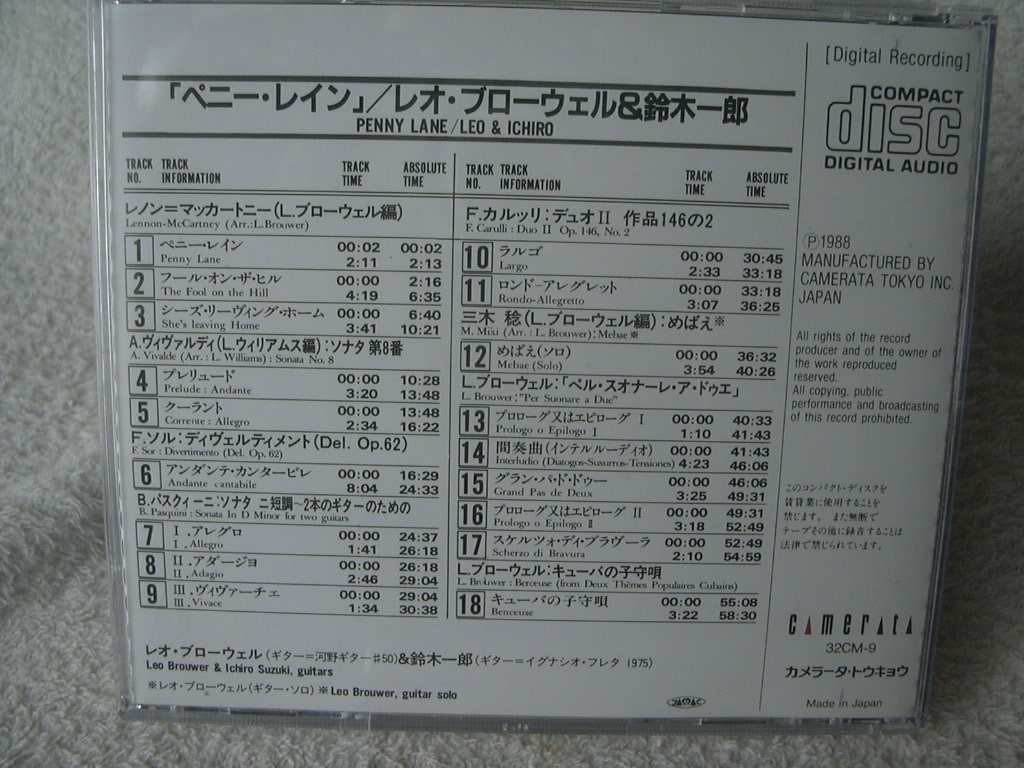 「ペニー・レイン」/レオ・ブローウェル&鈴木一郎
PENNY LANE/LEO & ICHIRO
TRACK NO. TRACK INFORMATION TRACK TIME ABSOLUTE TIME
レノン=マッカートニー(L.ブローウェル編)
Lennon-McCartney (Arr.:L.Brouwer)
1 ペニー・レイン 00:02 00:02
Penny Lane 2:11 2:13
2 フール・オン・ザ・ヒル 00:00 2:16
The Fool on the Hill 4:19 6:35
3 シーズ・リーヴィング・ホーム 00:00 6:40
She's leaving Home 3:41 10:21
A.ヴィヴァルディ(L.ウィリアムス編):ソナタ 第8番
A. Vivalde (Arr.: L. Williams) : Sonata No. 8
4 プレリュード 00:00 10:28
Prelude : Andante 3:20 13:48
5 クーラント 00:00 13:48
Corrente : Allegro 2:34 16:22
F.ソル:ディヴェルティメント(Del. Op.62)
F. Sor : Divertimento (Del. Op. 62)
6 アンダンテ・カンタービレ 00:00 16:29
Andante cantabile 8:04 24:33
B.パスクィーニ:ソナタ ニ短調-2本のギターのための
B. Pasquini : Sonata In D Minor for two guitars
7 I.アレグロ 00:00 24:37
I.Allegro 1:41 26:18
8 II.アダージョ 00:00 26:18
II.Adagio 2:46 29:04
9 III.ヴィヴァーチェ 00:00 29:04
III.Vivace 1:34 30:38
TRACK NO. TRACK INFORMATION TRACK TIME ABSOLUTE TIME
F.カルッリ:デュオII 作品146の2
F. Carulli : Duo II Op. 146, No. 2
10 ラルゴ 00:00 30:45
Largo 2:33 33:18
11 ロンド-アレグレット 00:00 33:18
Rondo-Allegretto 3:07 36:25
三木 稔(L.ブローウェル編):めばえ※
M. Mixi (Arr. : L. Brouwer) : Mebae※
12 めばえ(ソロ) 00:00 36:32
Mebae (Solo) 3:54 40:26
L.ブローウェル:「ペル・スオナーレ・ア・ドゥエ」
L. Brouwer : "Per Suonare a Due"
13 プロローグ又はエピローグ I 00:00 40:33
Prologo o Epilogo I 1:10 41:43
14 間奏曲(インテルルーディオ) 00:00 41:43
Interludio (Diatogos-Susurros-Tensiones) 4:23 46:06
15 グラン・パ・ド・ドゥー 00:00 46:06
Grand Pas de Deux 3:25 49:31
16 プロローグ又はエピローグ II 00:00 49:31
Prologo o Epilogo II 3:18 52:49
17 スケルツォ・ディ・ブラヴーラ 00:00 52:49
Scherzo di Bravura 2:10 54:59
L.ブローウェル:キューバの子守唄
L. Brouwer : Berceuse (from Deux Thèmes Populaires Cubains)
18 キューバの子守唄 00:00 55:08
Benceuse 3:22 58:30
レオ・ブローウェル(ギター=河野ギター#50)&鈴木一郎(ギター=イグナシオ・フレタ 1975)
Leo Brouwer & Ichiro Suzuki, guitars
※レオ・ブローウェル(ギター・ソロ) ※Leo Brouwer, guitar solo
JASRAC
[Digital Recording]
COMPACT
disc
DIGITAL AUDIO
Ⓟ1988
MANUFACTURED BY
CAMERATA TOKYO INC.
JAPAN
All rights of the record
producer and of the owner of
the work reproduced
reserved.
All copying, public
performance and broadcasting
of this record prohibited.
このコンパクト・ディスクを
賃貸業に使用することを
禁じます。また無断で
テープその他に録音することは
法律で禁じられています。
camerata
32CM-9
カメラータ・トウキョウ
Made in Japan